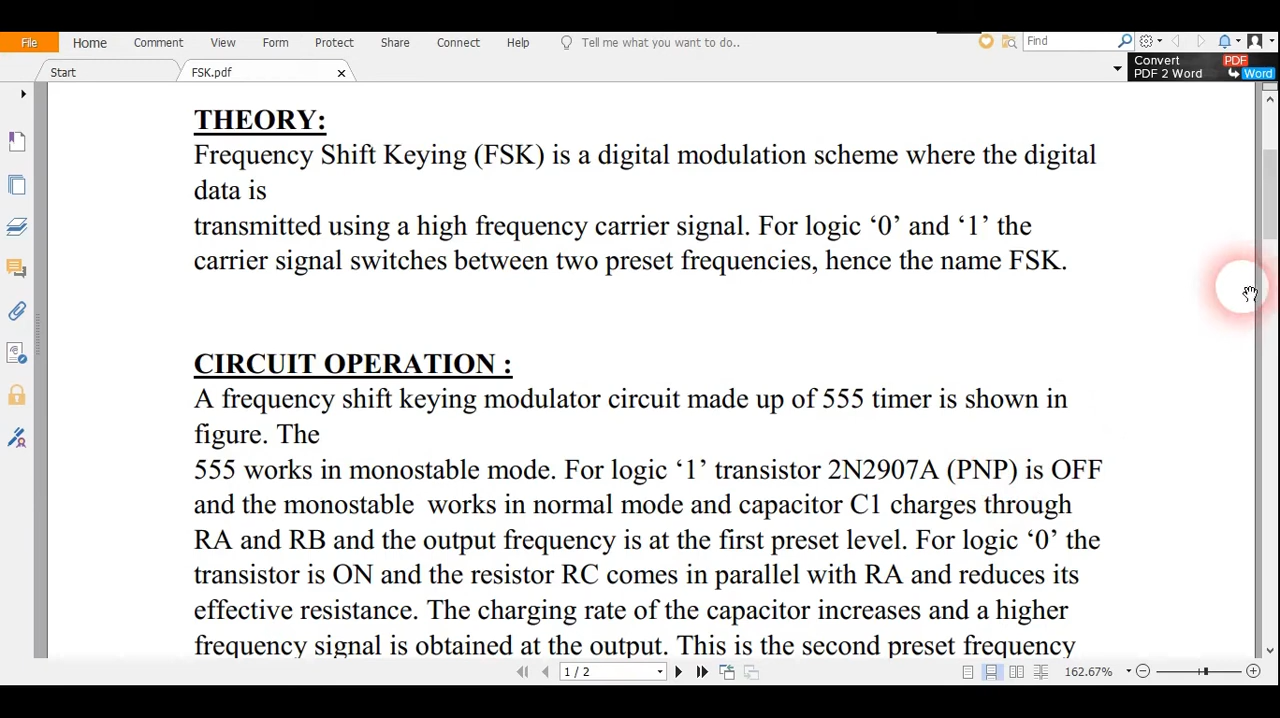 File Home Comment View Form Protect Share Connect Help Tell me what you want to do.. Find
Start FSK.pdf
Convert PDF
PDF 2 Word Word
THEORY:
Frequency Shift Keying (FSK) is a digital modulation scheme where the digital
data is
transmitted using a high frequency carrier signal. For logic ‘0’ and ‘1’ the
carrier signal switches between two preset frequencies, hence the name FSK.
CIRCUIT OPERATION :
A frequency shift keying modulator circuit made up of 555 timer is shown in
figure. The
555 works in monostable mode. For logic ‘1’ transistor 2N2907A (PNP) is OFF
and the monostable works in normal mode and capacitor C1 charges through
RA and RB and the output frequency is at the first preset level. For logic ‘0’ the
transistor is ON and the resistor RC comes in parallel with RA and reduces its
effective resistance. The charging rate of the capacitor increases and a higher
frequency signal is obtained at the output. This is the second preset frequency
1 / 2 162.67%